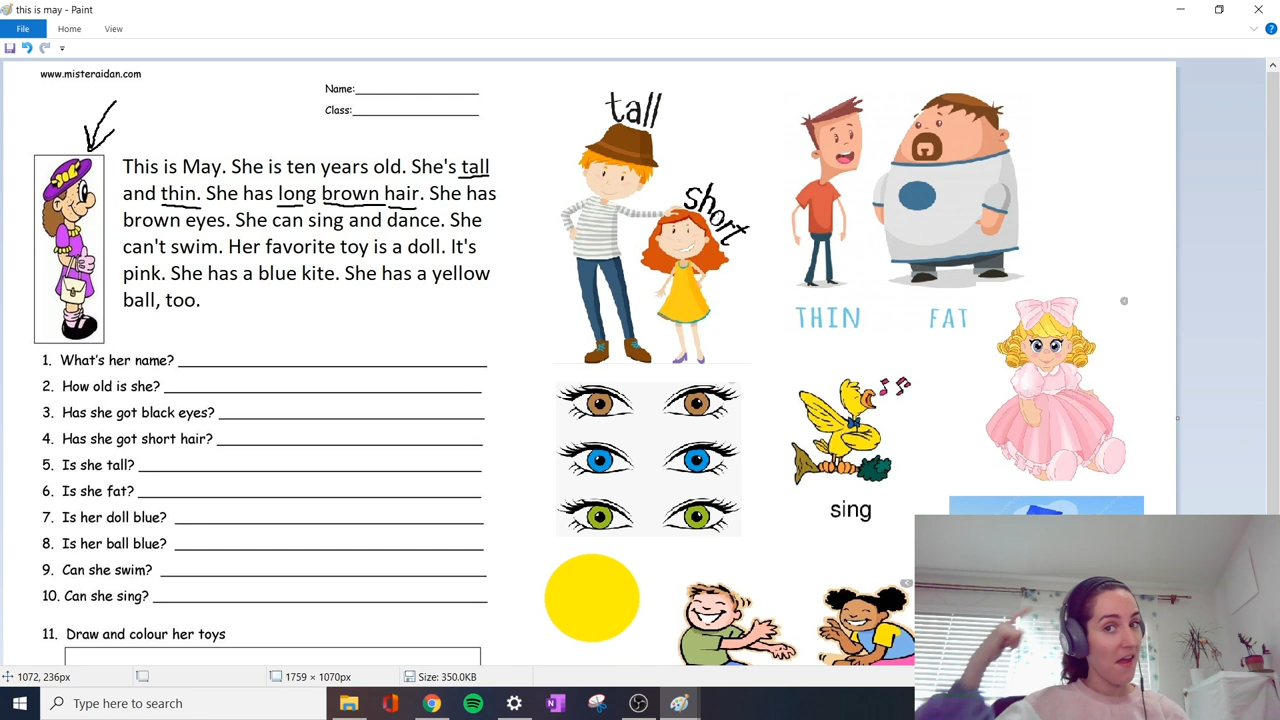 this is may - Paint
File
Home
View
www.misteraidan.com
Name:
Class:
This is May. She is ten years old. She's tall
and thin. She has long brown hair. She has
brown eyes. She can sing and dance. She
can't swim. Her favorite toy is a doll. It's
pink. She has a blue kite. She has a yellow
ball, too.
1. What's her name?
2. How old is she?
3. Has she got black eyes?
4. Has she got short hair?
5. Is she tall?
6. Is she fat?
7. Is her doll blue?
8. Is her ball blue?
9. Can she swim?
10. Can she sing?
11. Draw and colour her toys
tall
short
THIN
FAT
sing
1072, 236px
Size: 350.0KB
Type here to search